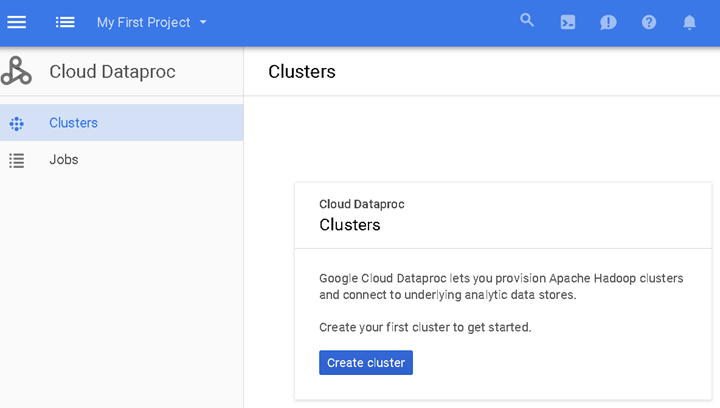 My First Project
Cloud Dataproc
Clusters
Clusters
Jobs
Cloud Dataproc
Clusters
Google Cloud Dataproc lets you provision Apache Hadoop clusters
and connect to underlying analytic data stores.
Create your first cluster to get started.
Create cluster